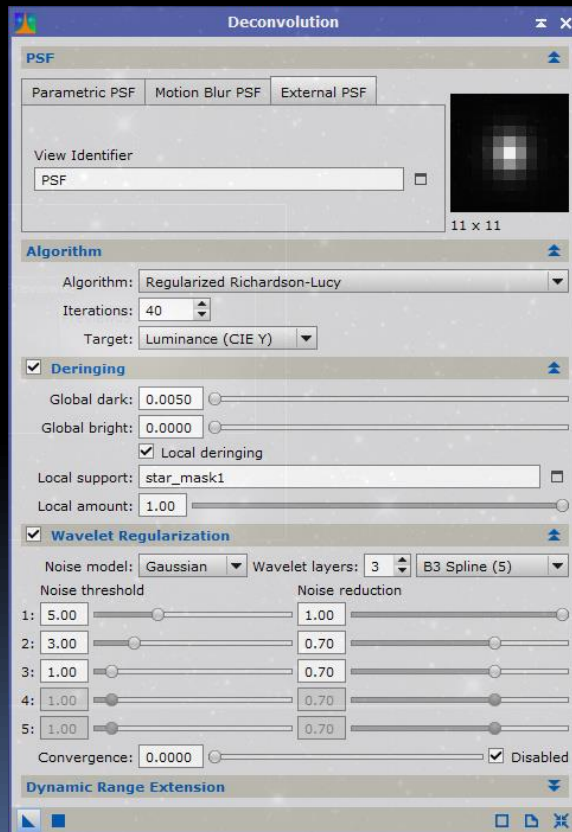 Deconvolution
PSF
Parametric PSF Motion Blur PSF External PSF
View Identifier
PSF
11 x 11
Algorithm
Algorithm: Regularized Richardson-Lucy
Iterations: 40
Target: Luminance (CIE Y)
Deringing
Global dark: 0.0050
Global bright: 0.0000
Local deringing
Local support: star_mask1
Local amount: 1.00
Wavelet Regularization
Noise model: Gaussian Wavelet layers: 3 B3 Spline (5)
Noise threshold Noise reduction
1: 5.00 1.00
2: 3.00 0.70
3: 1.00 0.70
4: 1.00 0.70
5: 1.00 0.70
Convergence: 0.0000 Disabled
Dynamic Range Extension